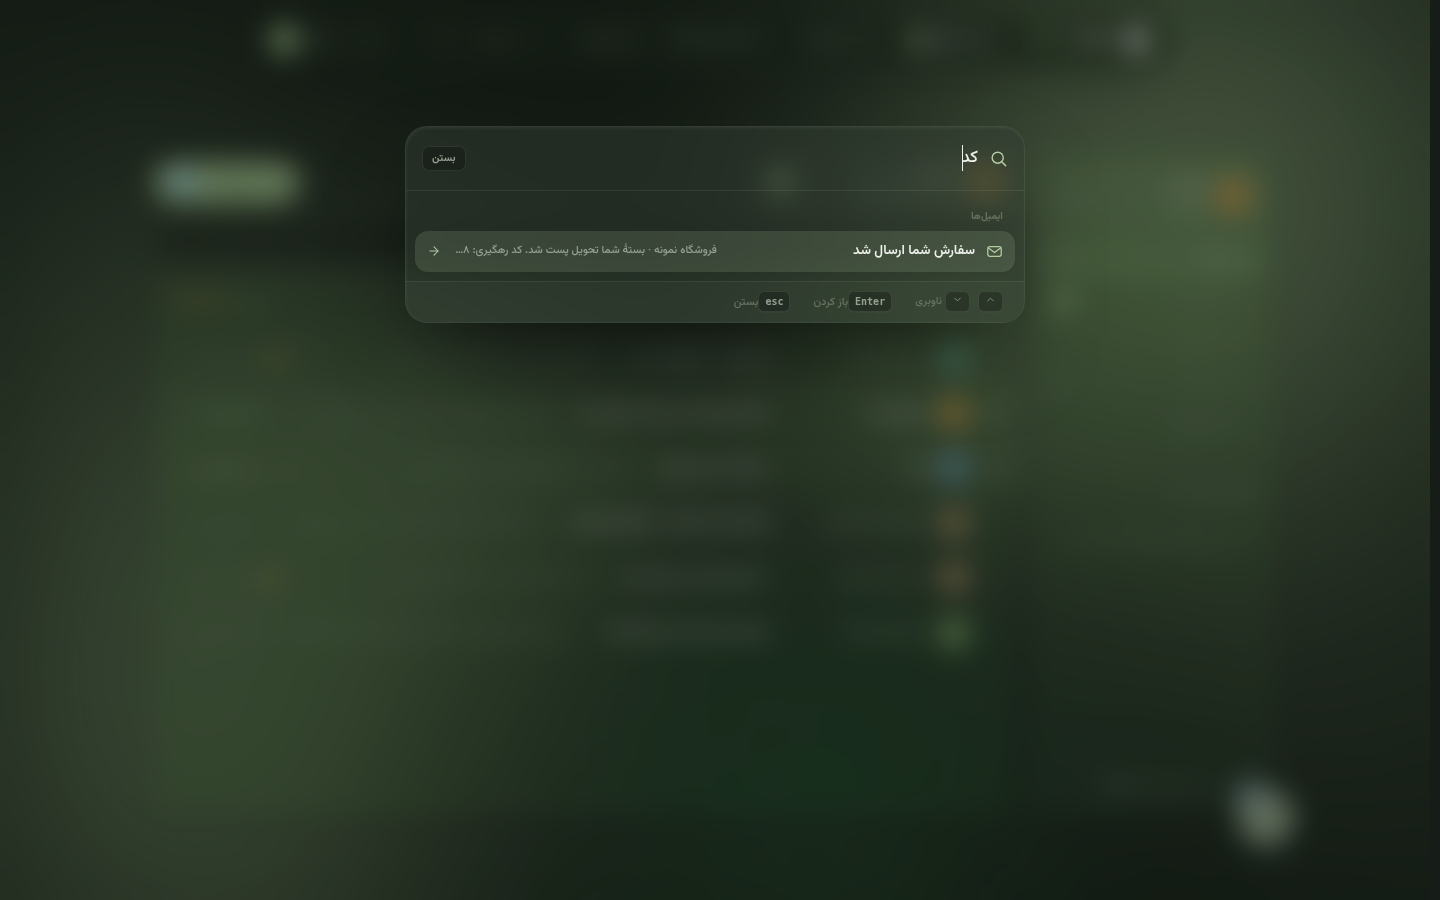 کد
بستن
ایمیل‌ها
سفارش شما ارسال شد
فروشگاه نمونه - بستهٔ شما تحویل پست شد. کد رهگیری: ۸…
ناوبری
Enter باز کردن
esc بستن